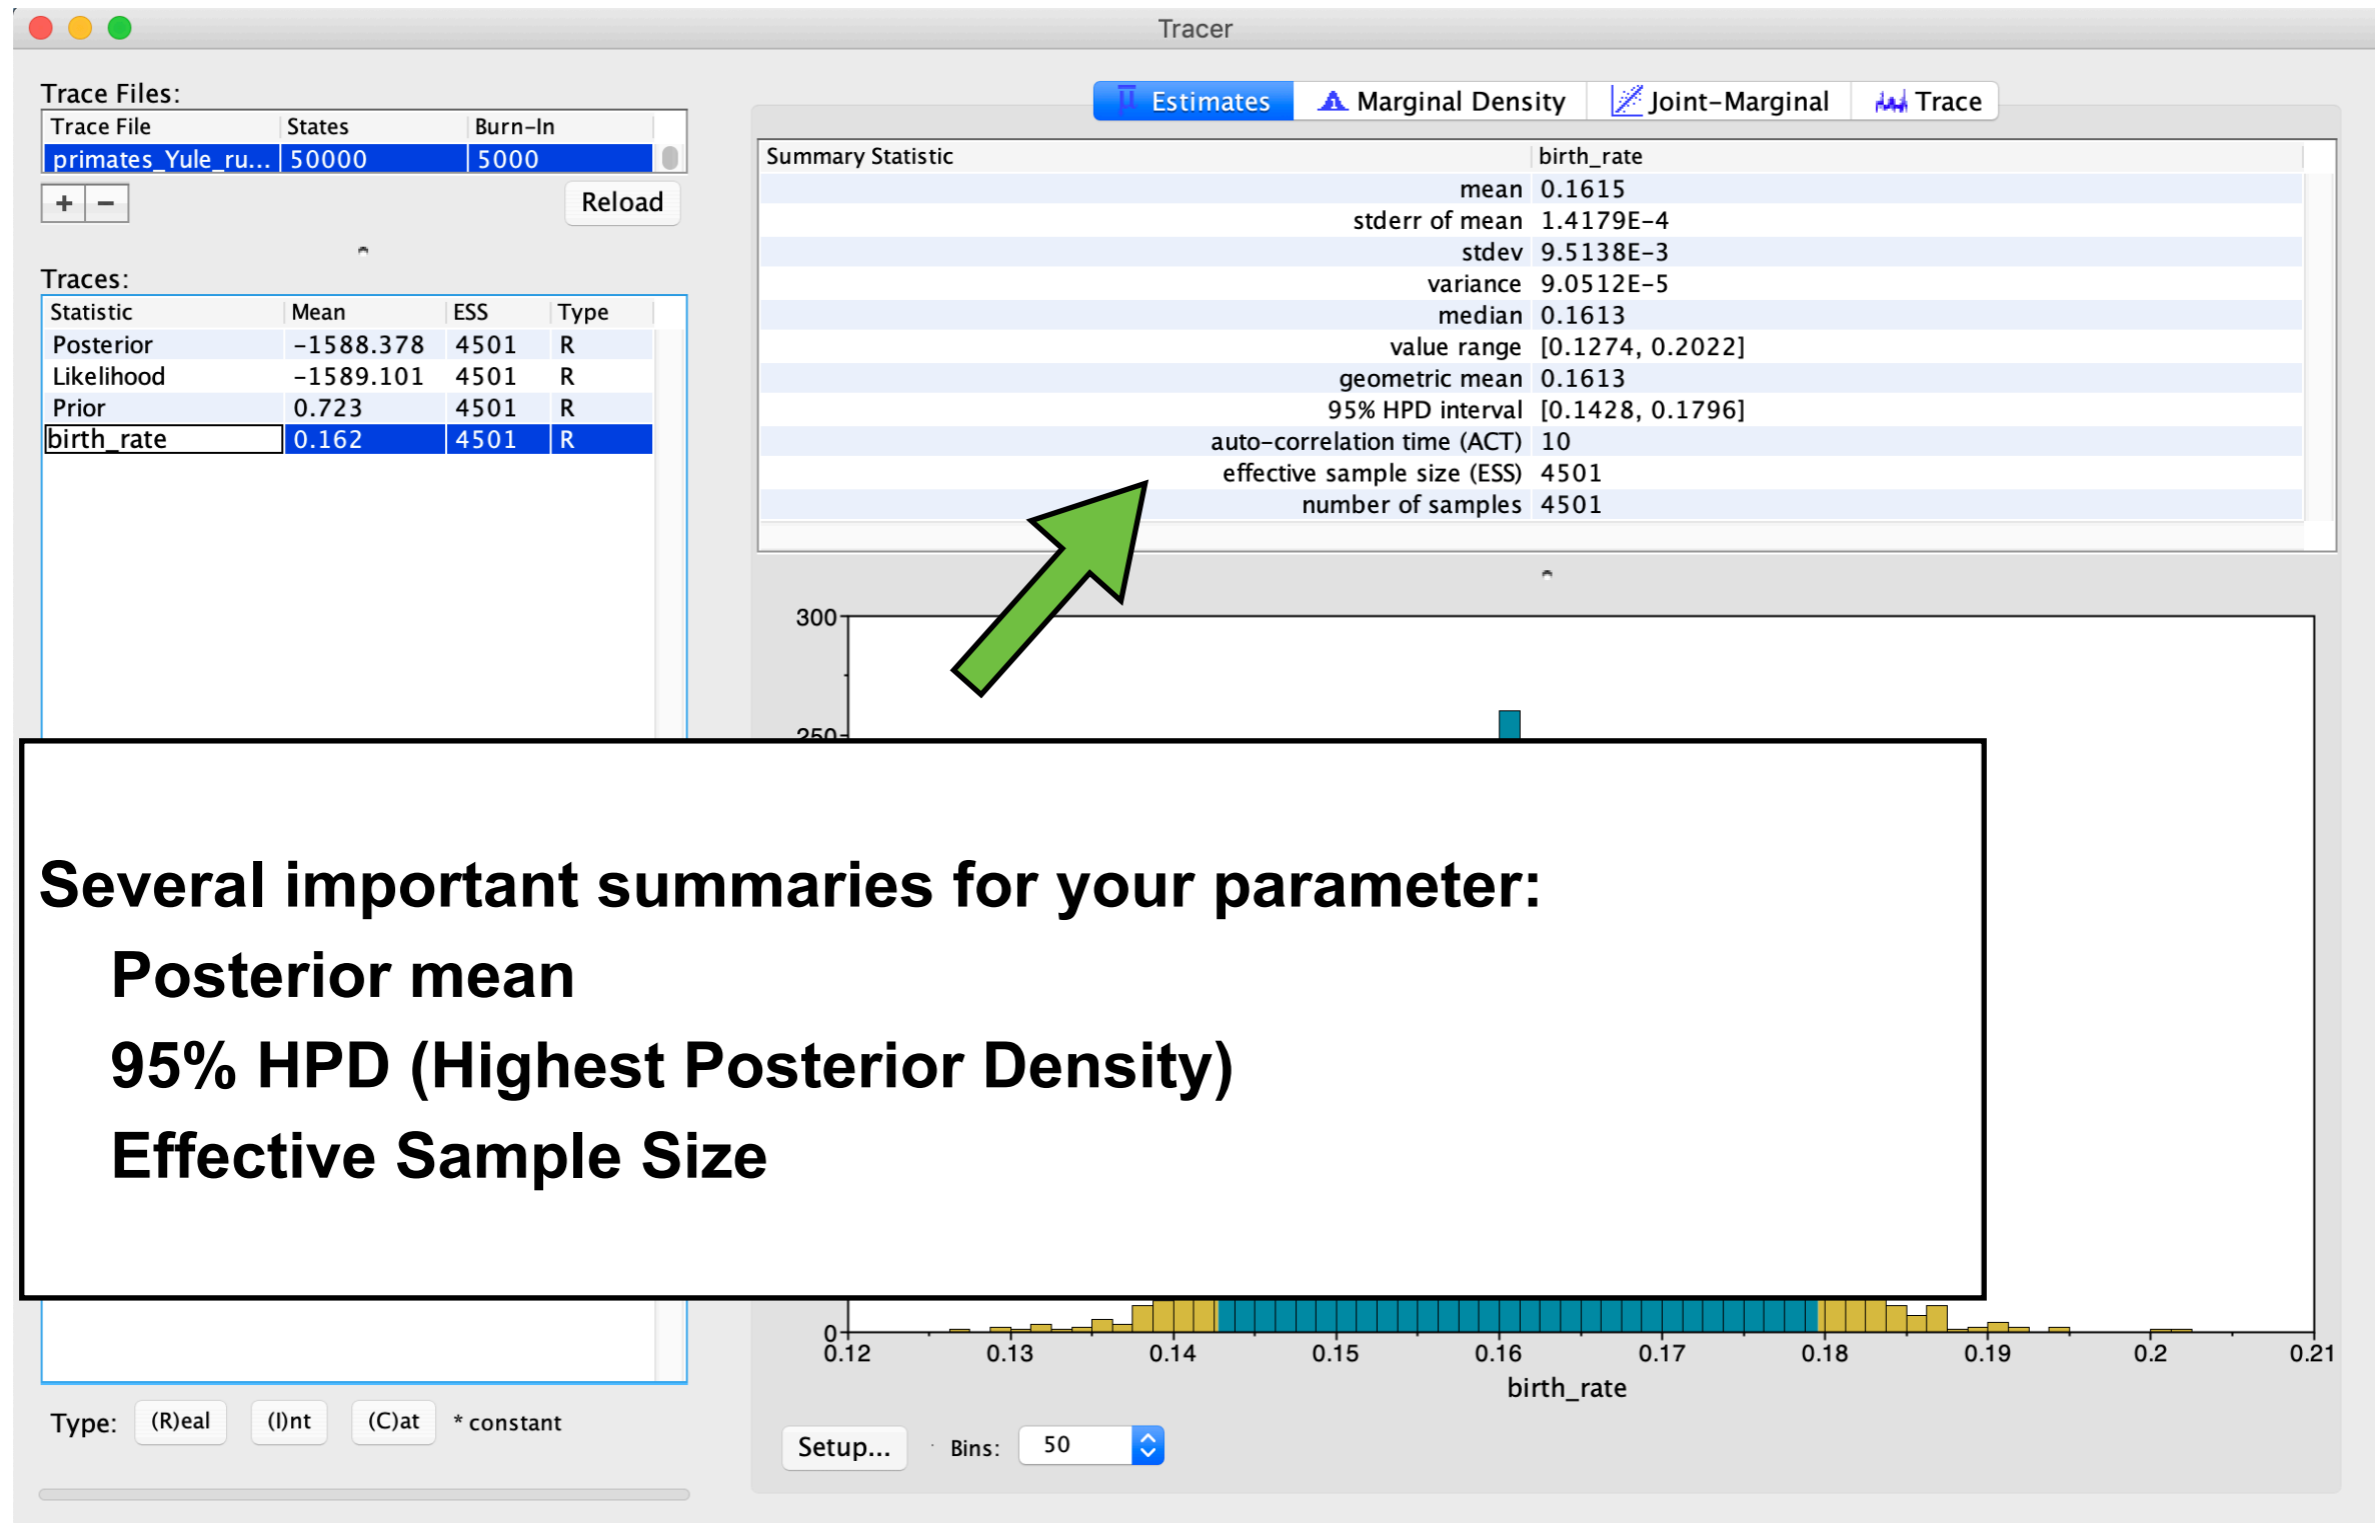 Tracer
Trace Files:
Trace File States Burn-In
primates_Yule_ru... 50000 5000
+ −
Reload
Traces:
Statistic Mean ESS Type
Posterior -1588.378 4501 R
Likelihood -1589.101 4501 R
Prior 0.723 4501 R
birth_rate 0.162 4501 R
Estimates Marginal Density Joint-Marginal Trace
Summary Statistic birth_rate
mean 0.1615
stderr of mean 1.4179E-4
stdev 9.5138E-3
variance 9.0512E-5
median 0.1613
value range [0.1274, 0.2022]
geometric mean 0.1613
95% HPD interval [0.1428, 0.1796]
auto-correlation time (ACT) 10
effective sample size (ESS) 4501
number of samples 4501
300
250
Several important summaries for your parameter:
Posterior mean
95% HPD (Highest Posterior Density)
Effective Sample Size
0
0.12 0.13 0.14 0.15 0.16 0.17 0.18 0.19 0.2 0.21
birth_rate
Type: (R)eal (I)nt (C)at * constant
Setup... Bins: 50